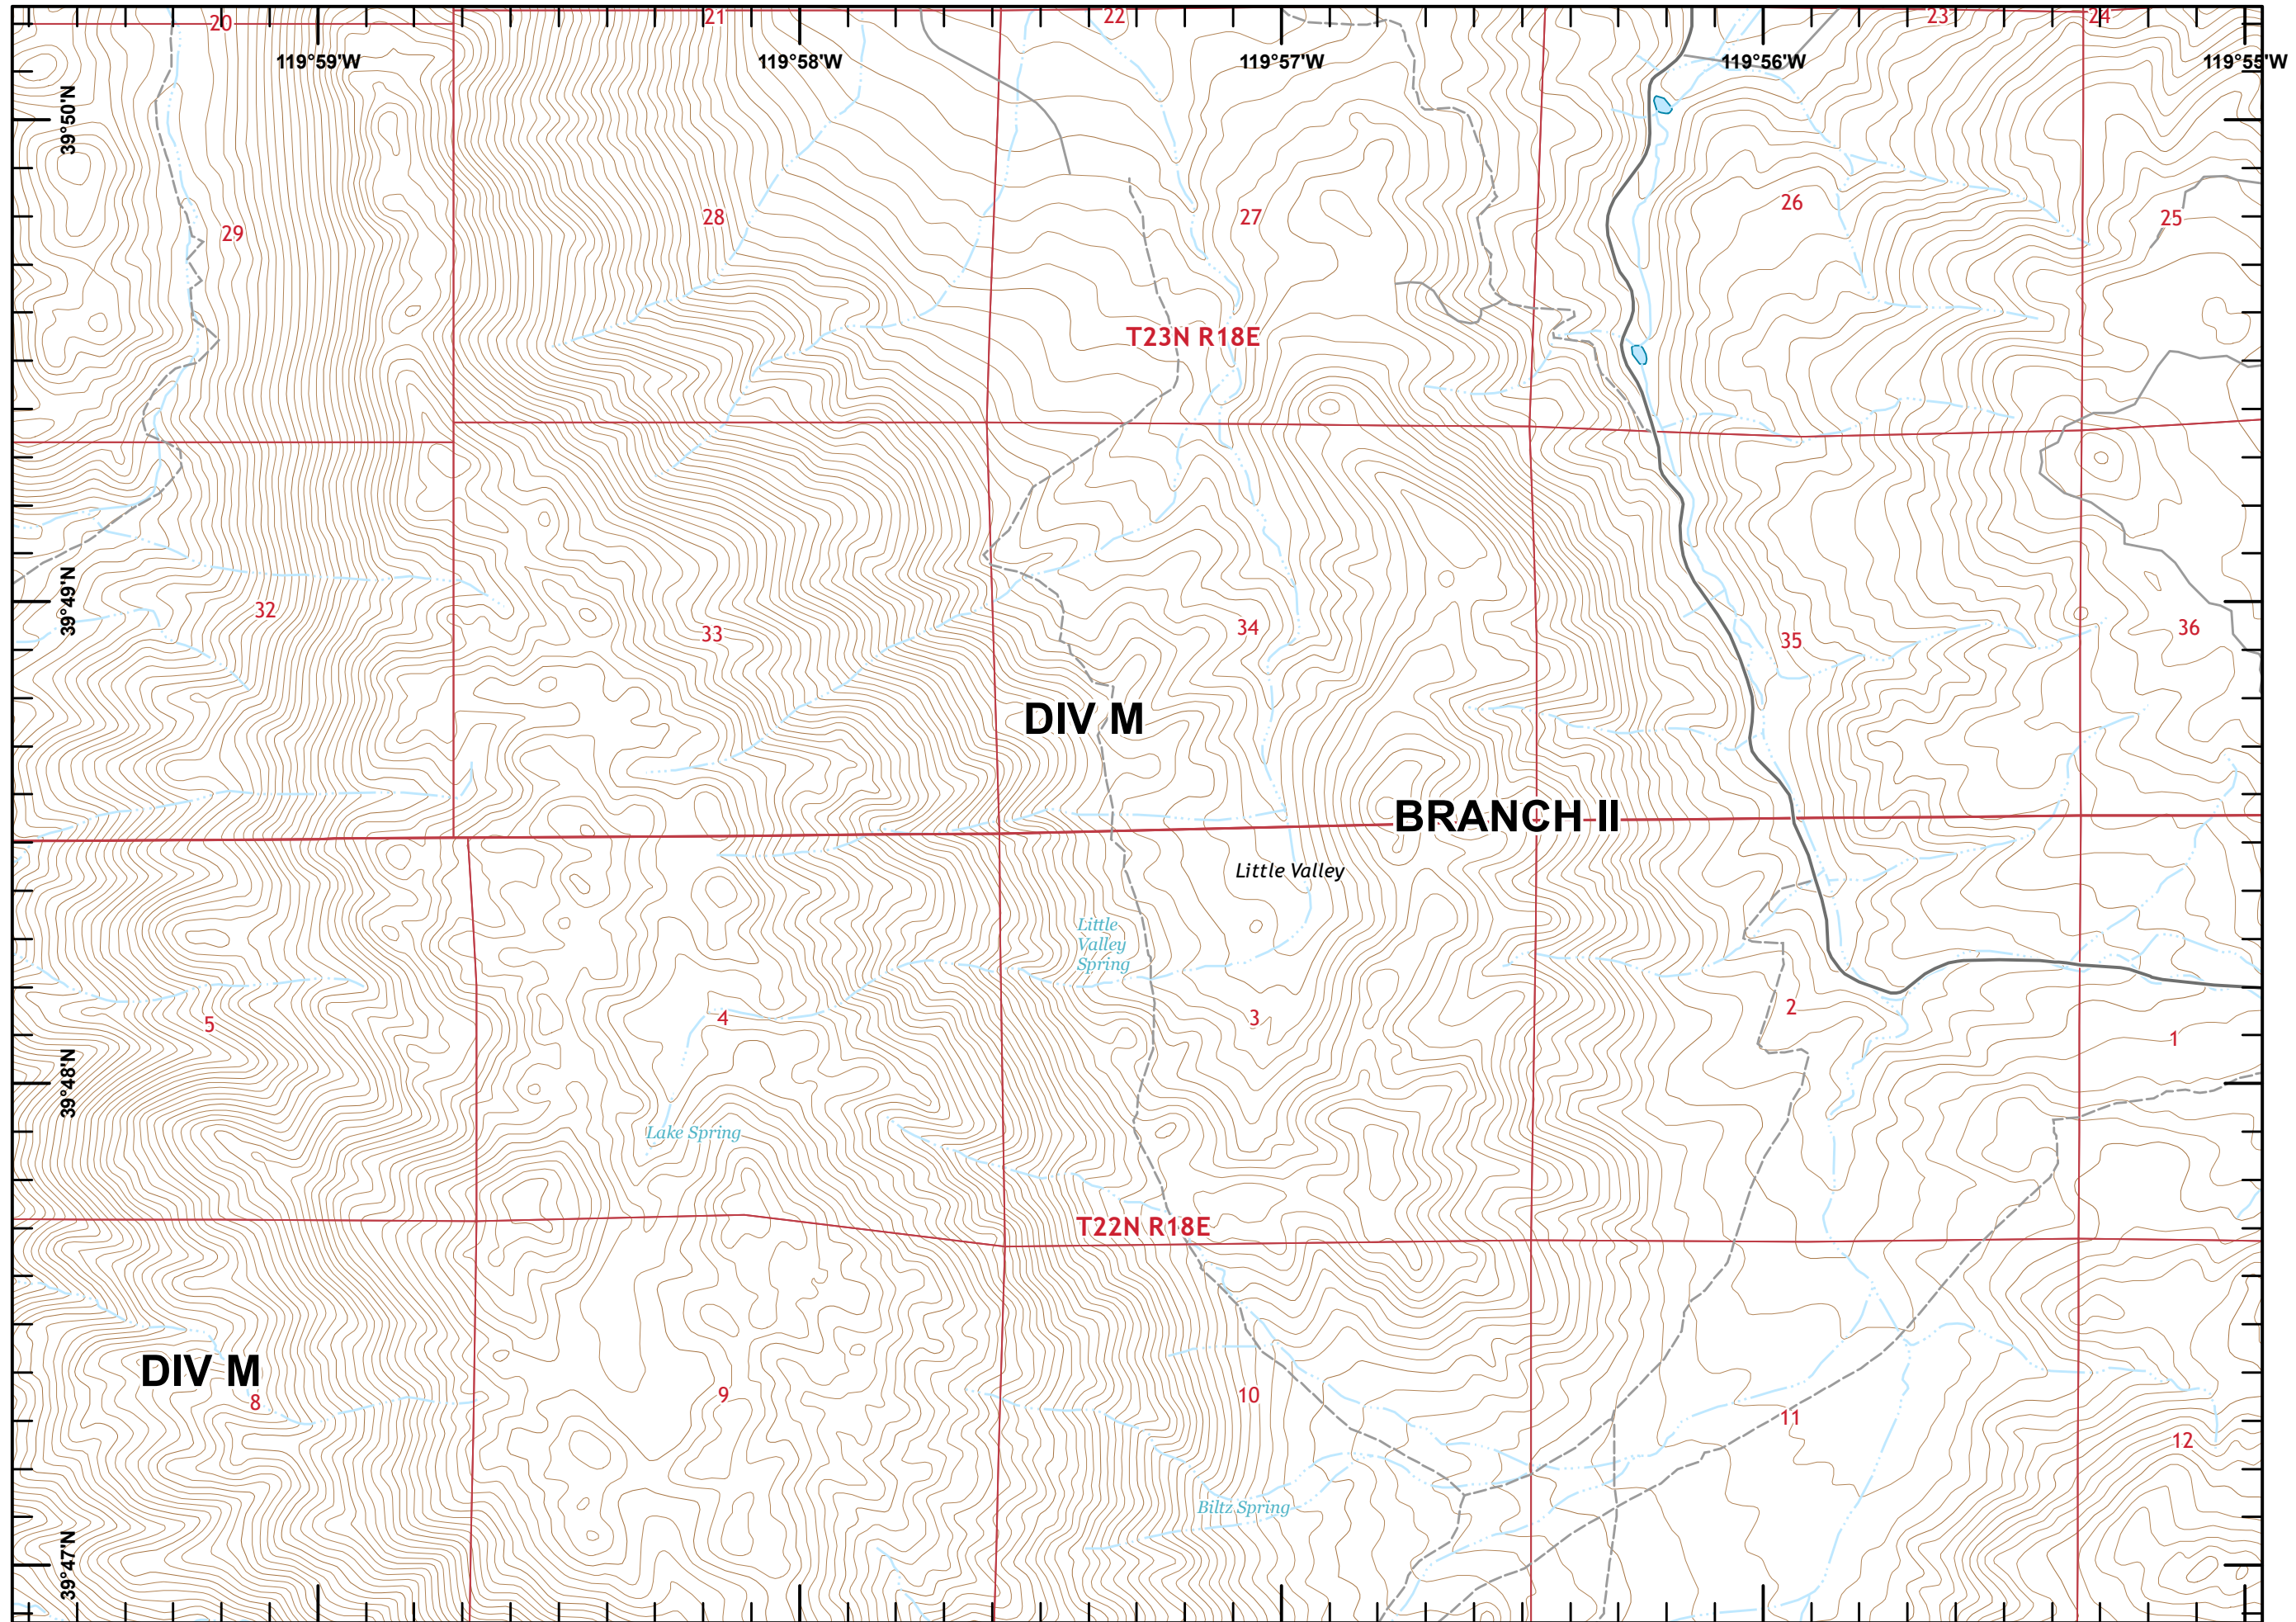 20
21
22
23
24
119°59'W
119°58'W
119°57'W
119°56'W
119°55'W
39°50'N
29
28
27
26
25
T23N R18E
39°49'N
32
33
34
35
36
DIV M
BRANCH II
Little Valley
Little
Valley
Spring
5
4
3
2
1
39°48'N
Lake Spring
T22N R18E
DIV M
8
9
10
11
12
Biltz Spring
39°47'N